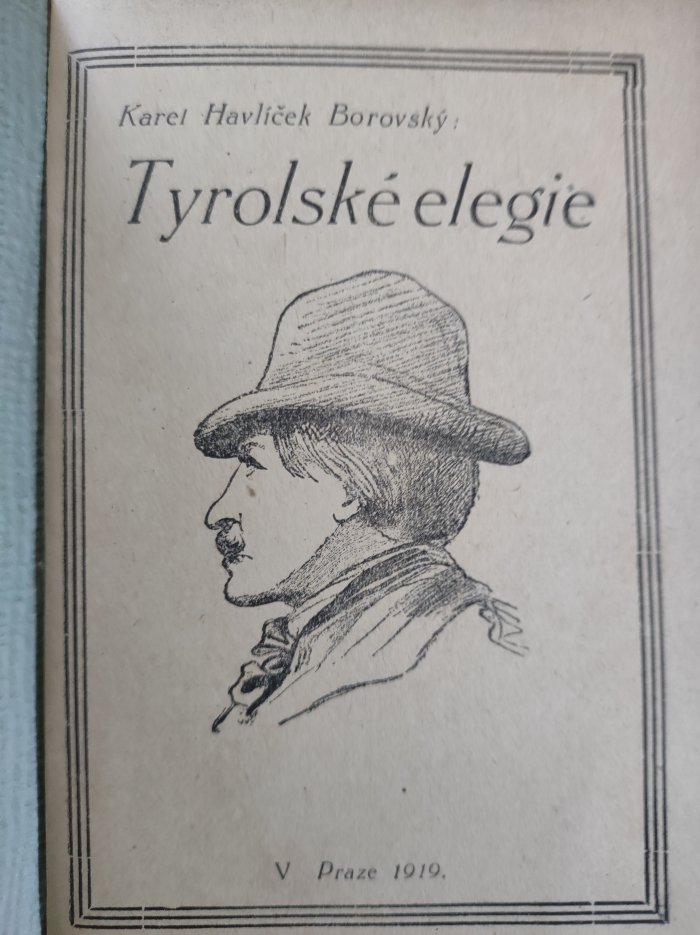 Karel Havlíček Borovský:
Tyrolské elegie
V Praze 1919.